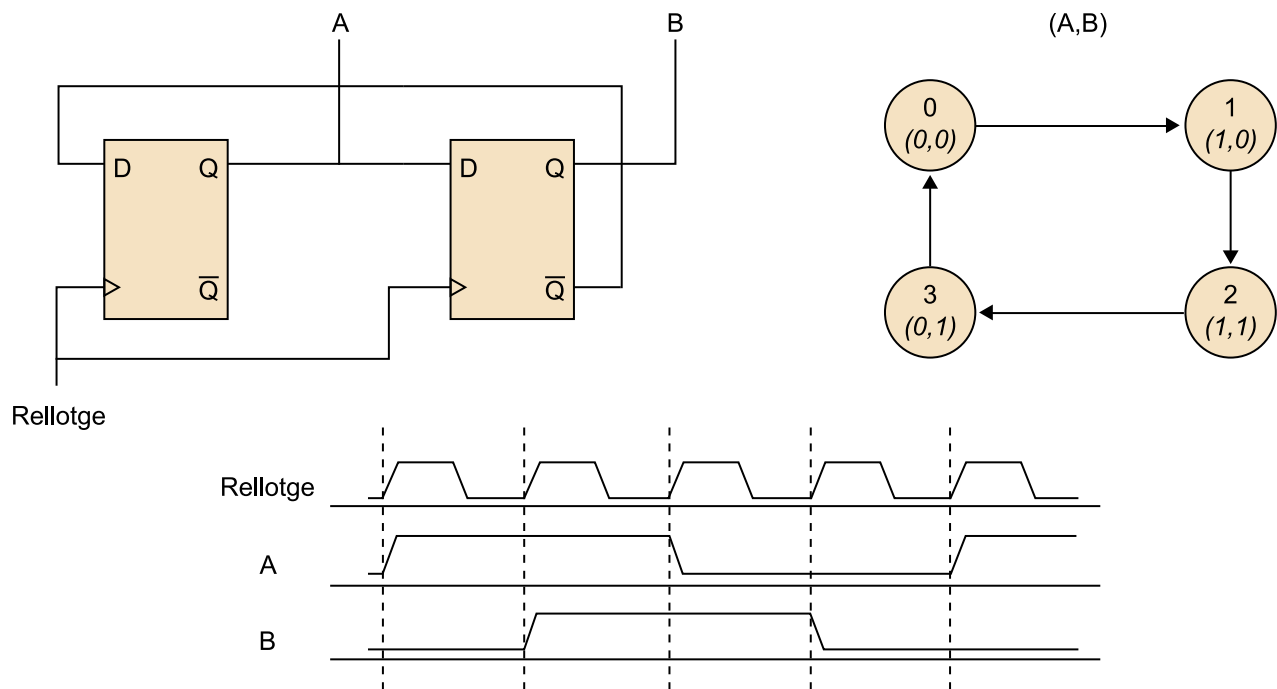 A
B
(A,B)
D Q
Q
D Q
Q
Rellotge
0
(0,0)
1
(1,0)
3
(0,1)
2
(1,1)
Rellotge
A
B